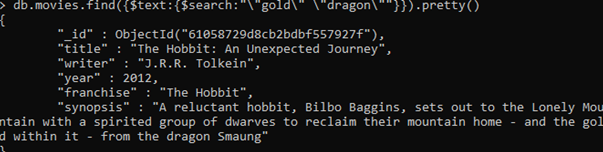 > db.movies.find({$text:{$search:"\"gold\" \"dragon\""}}).pretty()
{
"_id" : ObjectId("61058729d8cb2bdbf557927f"),
"title" : "The Hobbit: An Unexpected Journey",
"writer" : "J.R.R. Tolkein",
"year" : 2012,
"franchise" : "The Hobbit",
"synopsis" : "A reluctant hobbit, Bilbo Baggins, sets out to the Lonely Mou
ntain with a spirited group of dwarves to reclaim their mountain home - and the gol
d within it - from the dragon Smaung"
}